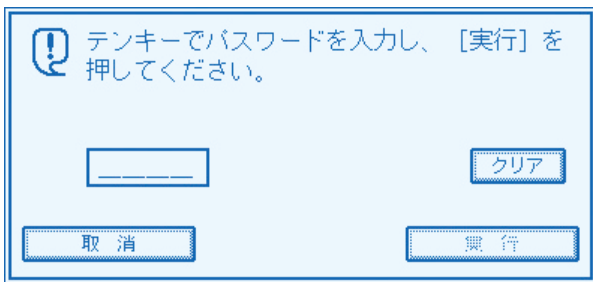 テンキーでパスワードを入力し、［実行］を
押してください。
____
クリア
取 消
実 行